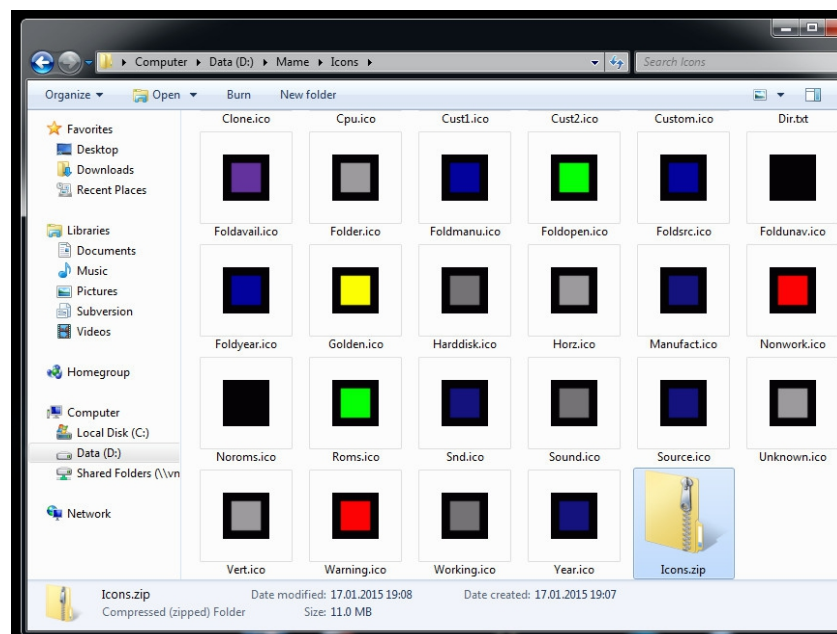 Computer Data (D:) Mame Icons Search Icons
Organize Open Burn New folder
Favorites
Desktop
Downloads
Recent Places
Libraries
Documents
Music
Pictures
Subversion
Videos
Homegroup
Computer
Local Disk (C:)
Data (D:)
Shared Folders (\\vn
Network
Clone.ico Cpu.ico Cust1.ico Cust2.ico Custom.ico Dir.txt
Foldavail.ico Folder.ico Foldmanu.ico Foldopen.ico Foldsrc.ico Foldunav.ico
Foldyear.ico Golden.ico Harddisk.ico Horz.ico Manufact.ico Nonwork.ico
Noroms.ico Roms.ico Snd.ico Sound.ico Source.ico Unknown.ico
Vert.ico Warning.ico Working.ico Year.ico Icons.zip
Icons.zip Date modified: 17.01.2015 19:08 Date created: 17.01.2015 19:07
Compressed (zipped) Folder Size: 11.0 MB